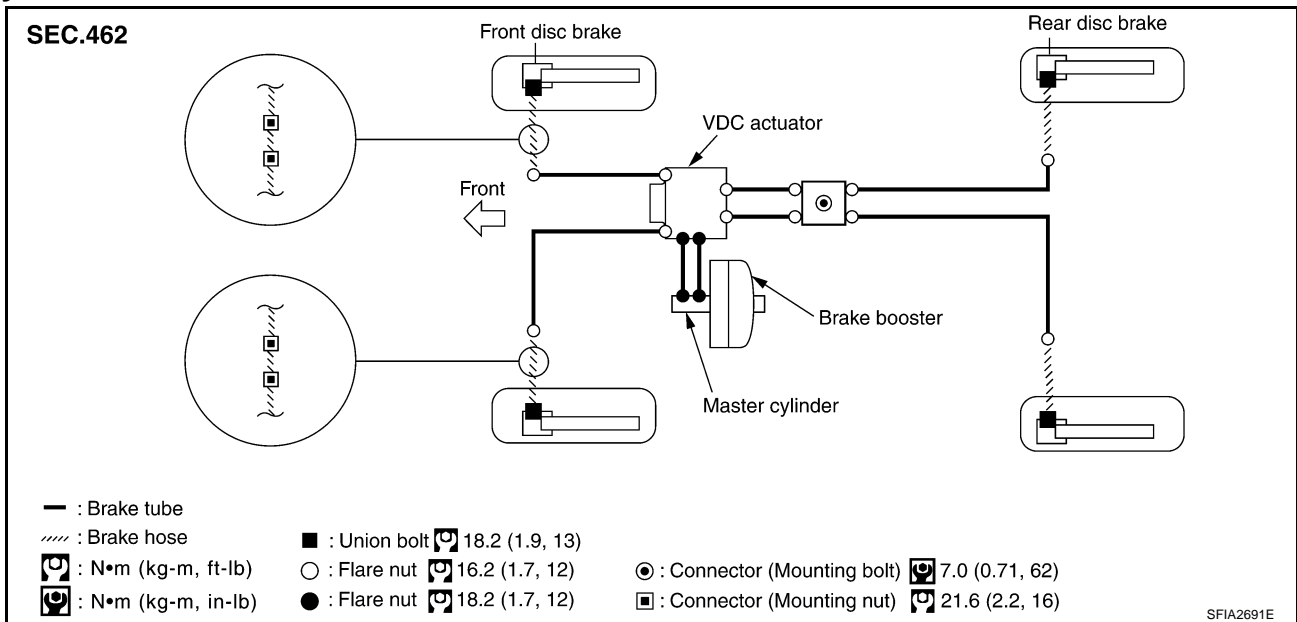 SEC.462
Front disc brake
Rear disc brake
VDC actuator
Front
Brake booster
Master cylinder
: Brake tube
: Brake hose
: N•m (kg-m, ft-lb)
: N•m (kg-m, in-lb)
: Union bolt 18.2 (1.9, 13)
: Flare nut 16.2 (1.7, 12)
: Flare nut 18.2 (1.7, 12)
: Connector (Mounting bolt) 7.0 (0.71, 62)
: Connector (Mounting nut) 21.6 (2.2, 16)
SFIA2691E